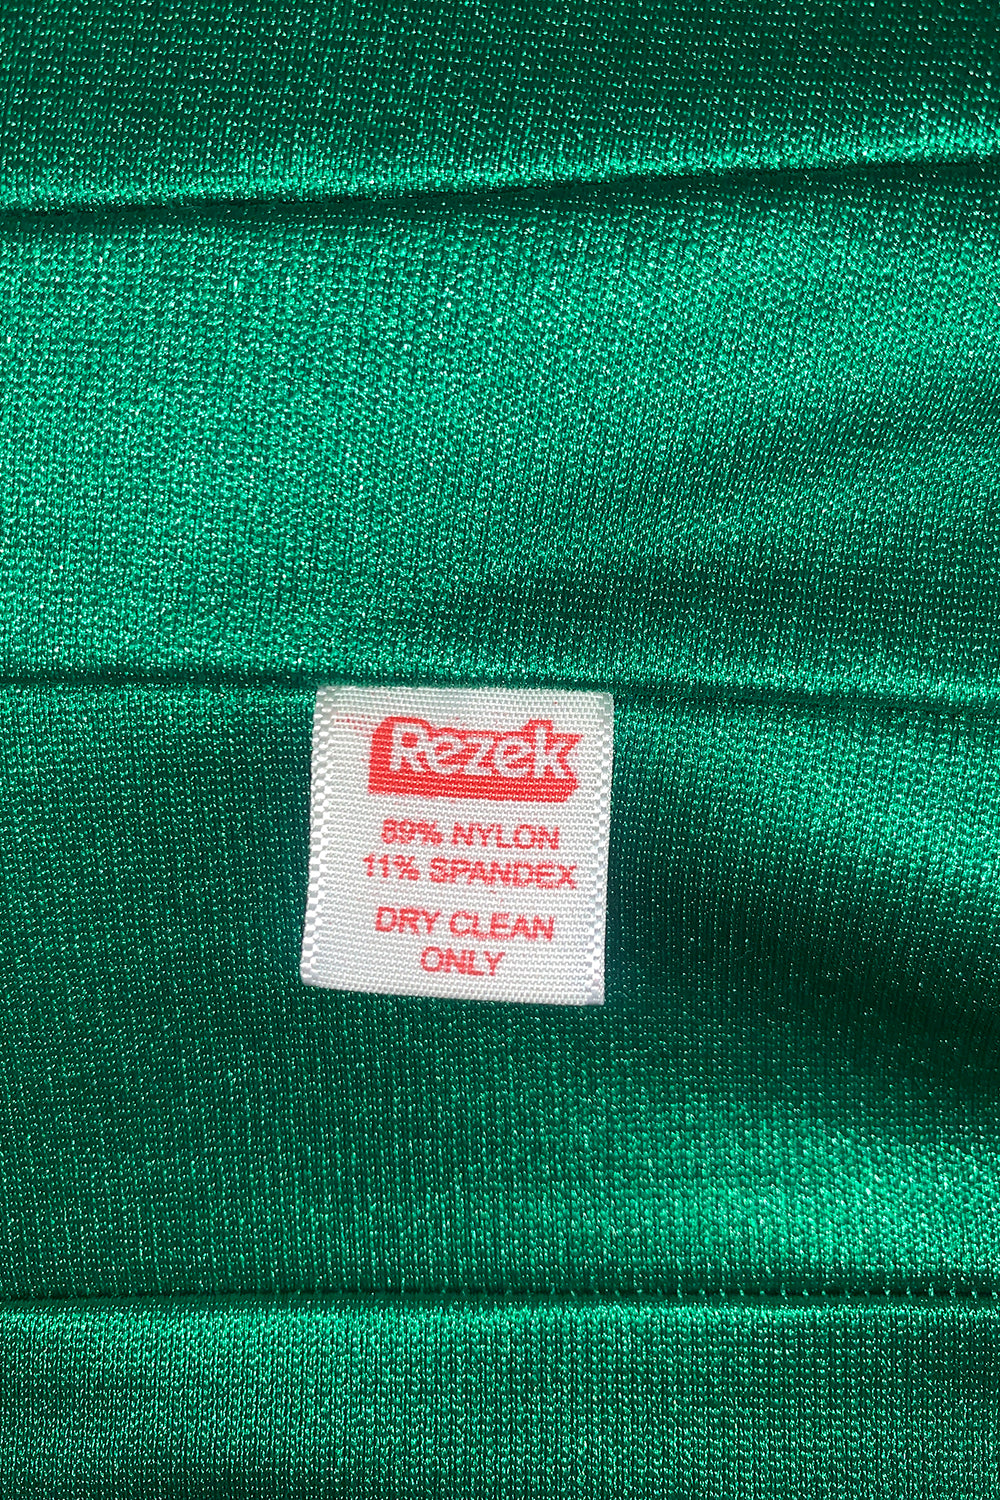 Rezek
89% NYLON
11% SPANDEX
DRY CLEAN
ONLY